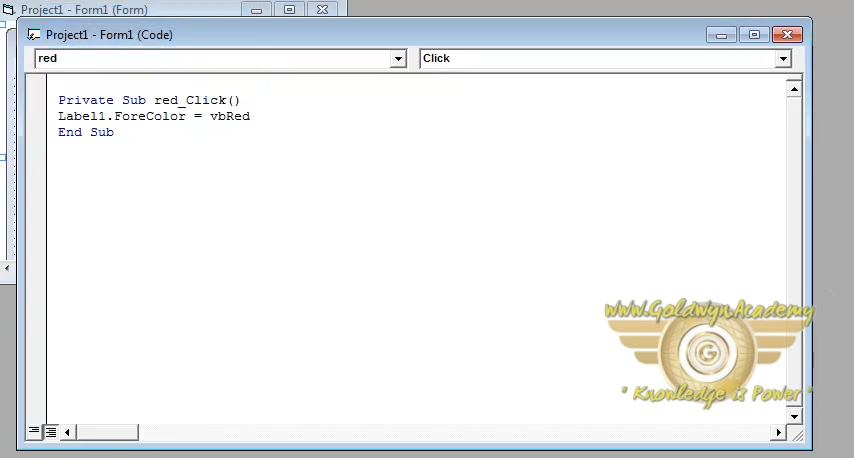 Project1 - Form1 (Form)
Project1 - Form1 (Code)
red
Click
Private Sub red_Click()
Label1.ForeColor = vbRed
End Sub
www.Goldwyn.Academy
G
" Knowledge is Power "